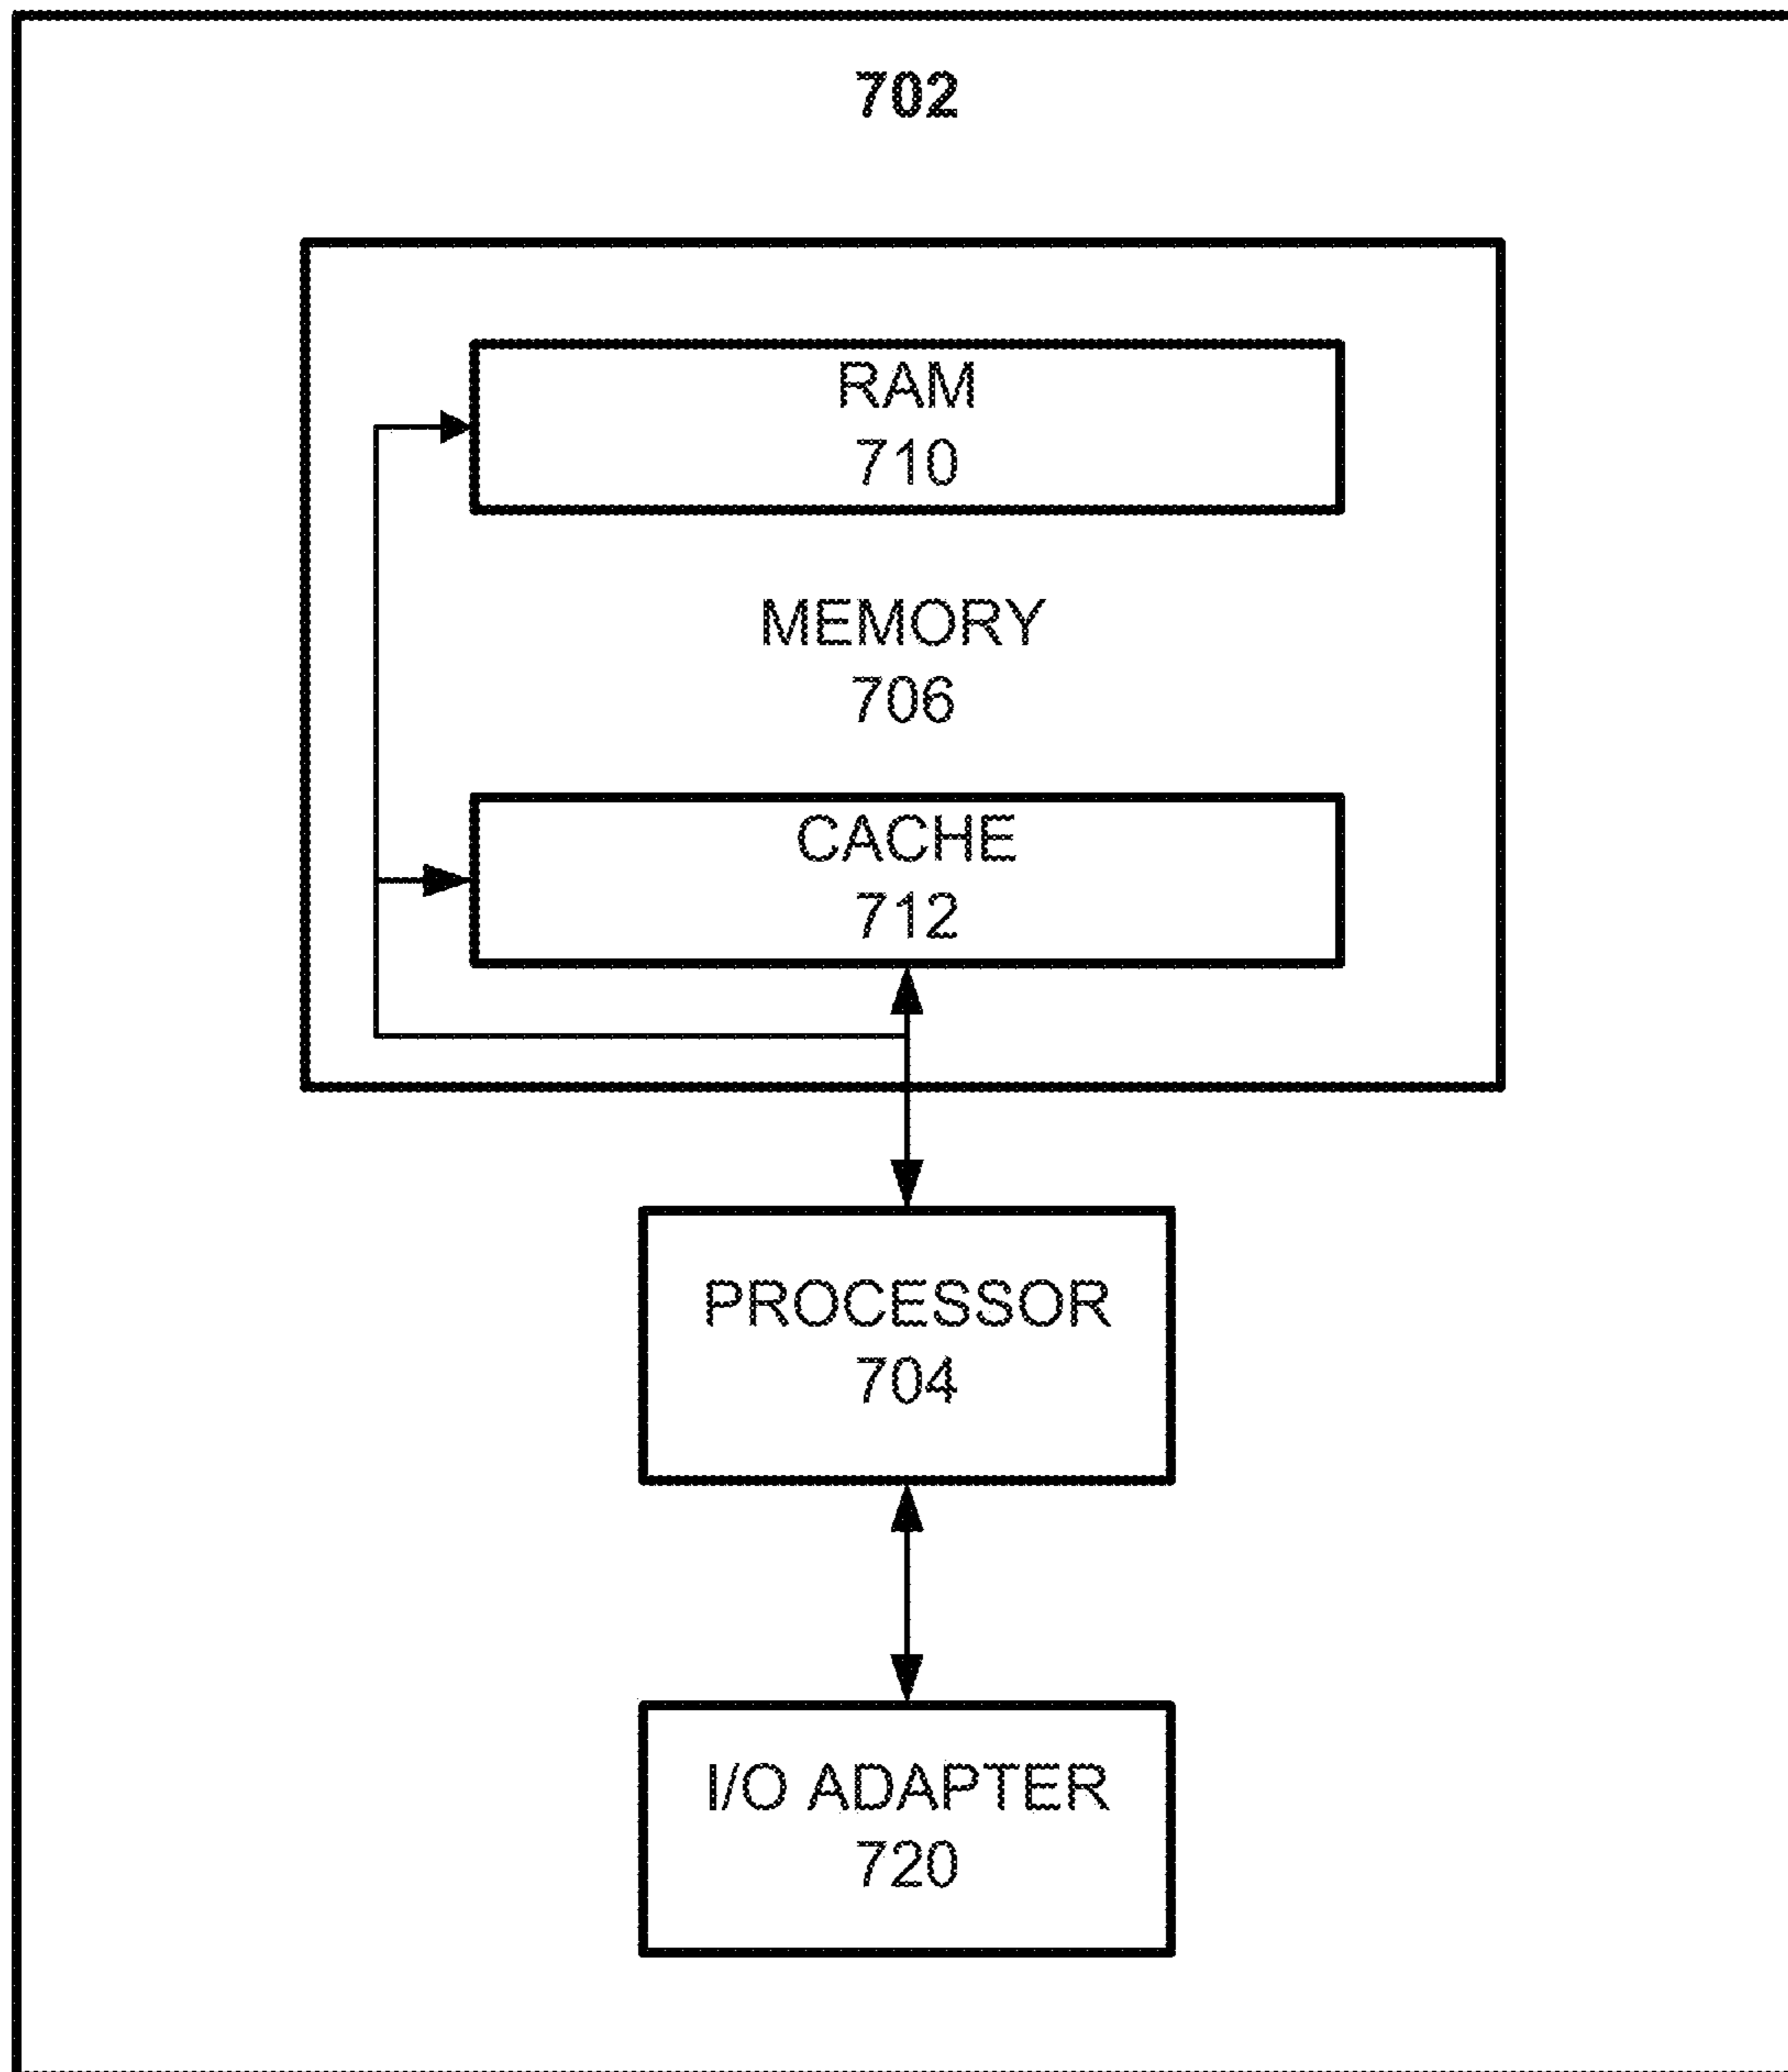 702
RAM
710
MEMORY
706
CACHE
712
PROCESSOR
704
I/O ADAPTER
720